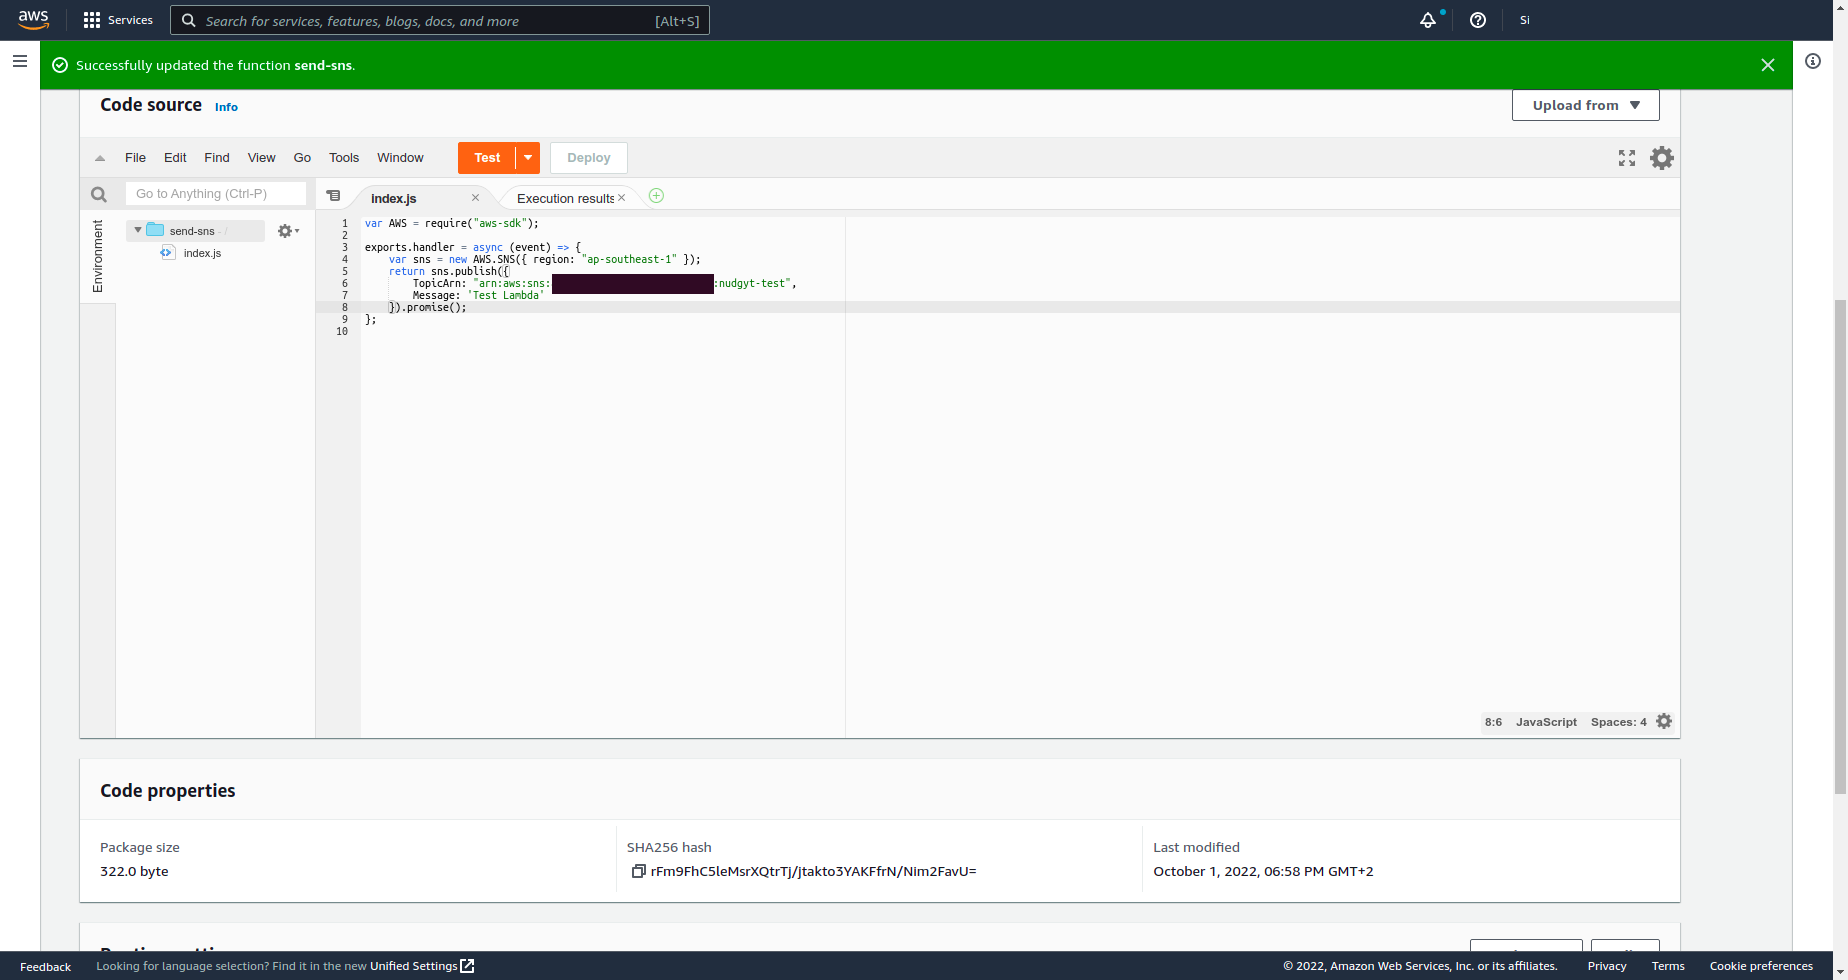 aws
Services
Search for services, features, blogs, docs, and more
[Alt+S]
Si
Successfully updated the function send-sns.
Code source Info
Upload from
File Edit Find View Go Tools Window
Test
Deploy
Go to Anything (Ctrl-P)
index.js
Execution results
Environment
send-sns - /
index.js
1 var AWS = require("aws-sdk");
2
3 exports.handler = async (event) => {
4 var sns = new AWS.SNS({ region: "ap-southeast-1" });
5 return sns.publish({
6 TopicArn: "arn:aws:sns: :nudgyt-test",
7 Message: 'Test Lambda'
8 }).promise();
9 };
10
8:6 JavaScript Spaces: 4
Code properties
Package size
322.0 byte
SHA256 hash
rFm9FhC5leMsrXQtrTj/jtakto3YAKFfrN/Nim2FavU=
Last modified
October 1, 2022, 06:58 PM GMT+2
Feedback
Looking for language selection? Find it in the new Unified Settings
© 2022, Amazon Web Services, Inc. or its affiliates.
Privacy
Terms
Cookie preferences